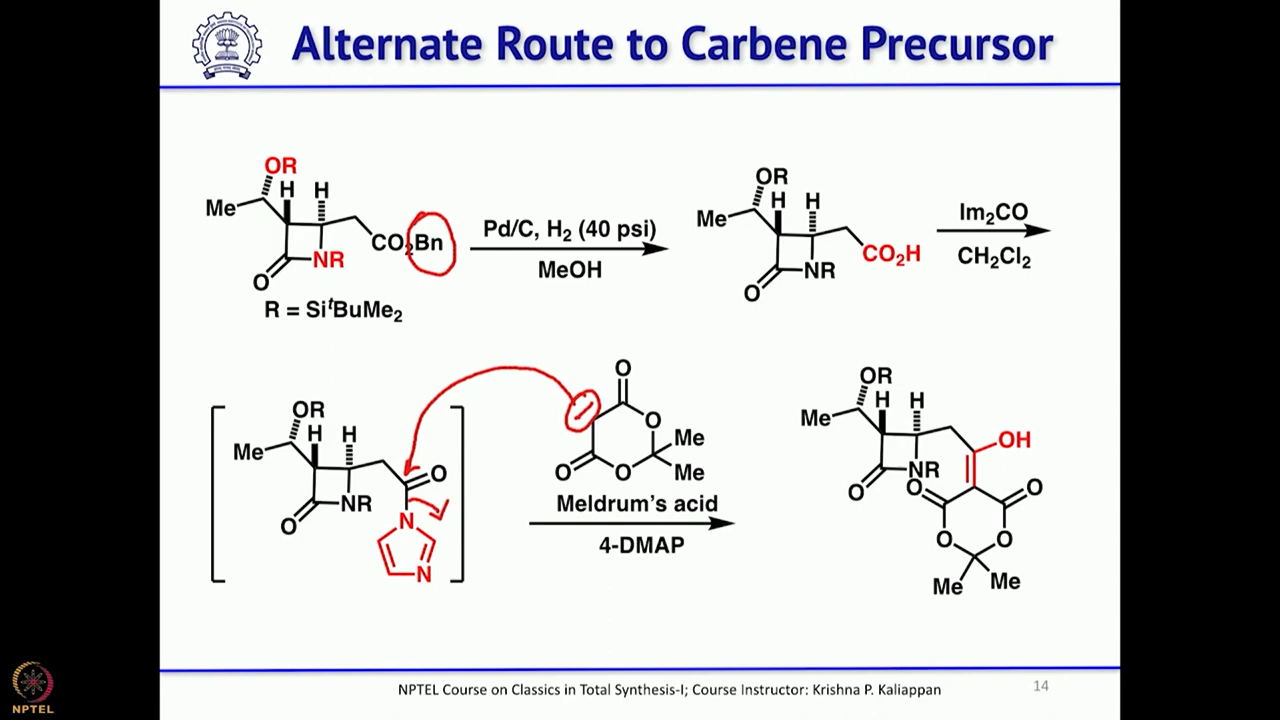 Alternate Route to Carbene Precursor
OR
H H
Me
CO2Bn
NR
O
R = SiᵗBuMe₂
Pd/C, H₂ (40 psi)
MeOH
OR
H H
Me
CO₂H
NR
O
Im₂CO
CH₂Cl₂
OR
H H
Me
O
NR
O
N
N
O
O
Me
O
O
Me
Meldrum's acid
4-DMAP
OR
H H
Me
OH
NR
O
O
O
O
O
Me Me
NPTEL
NPTEL Course on Classics in Total Synthesis-I; Course Instructor: Krishna P. Kaliappan
14